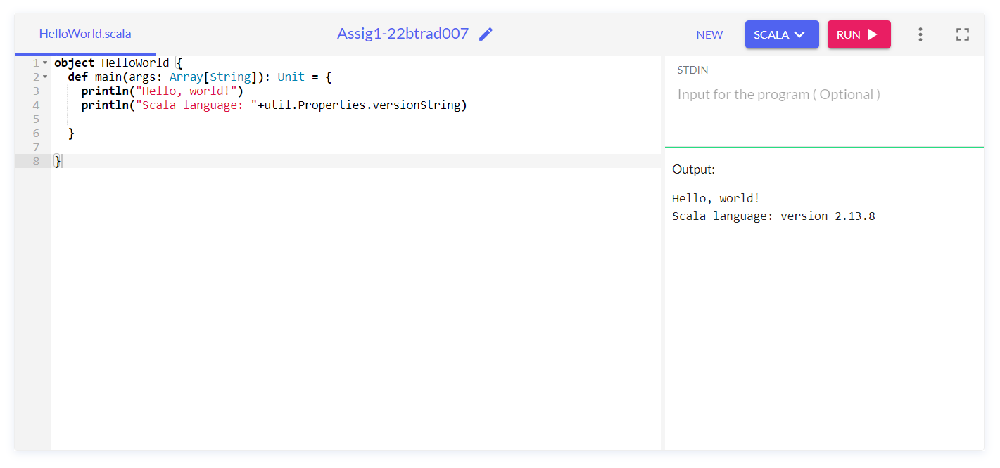 HelloWorld.scala
Assig1-22btrad007
NEW
SCALA
RUN
1 object HelloWorld {
2   def main(args: Array[String]): Unit = {
3     println("Hello, world!")
4     println("Scala language: "+util.Properties.versionString)
5
6   }
7
8 }
STDIN
Input for the program ( Optional )
Output:
Hello, world!
Scala language: version 2.13.8